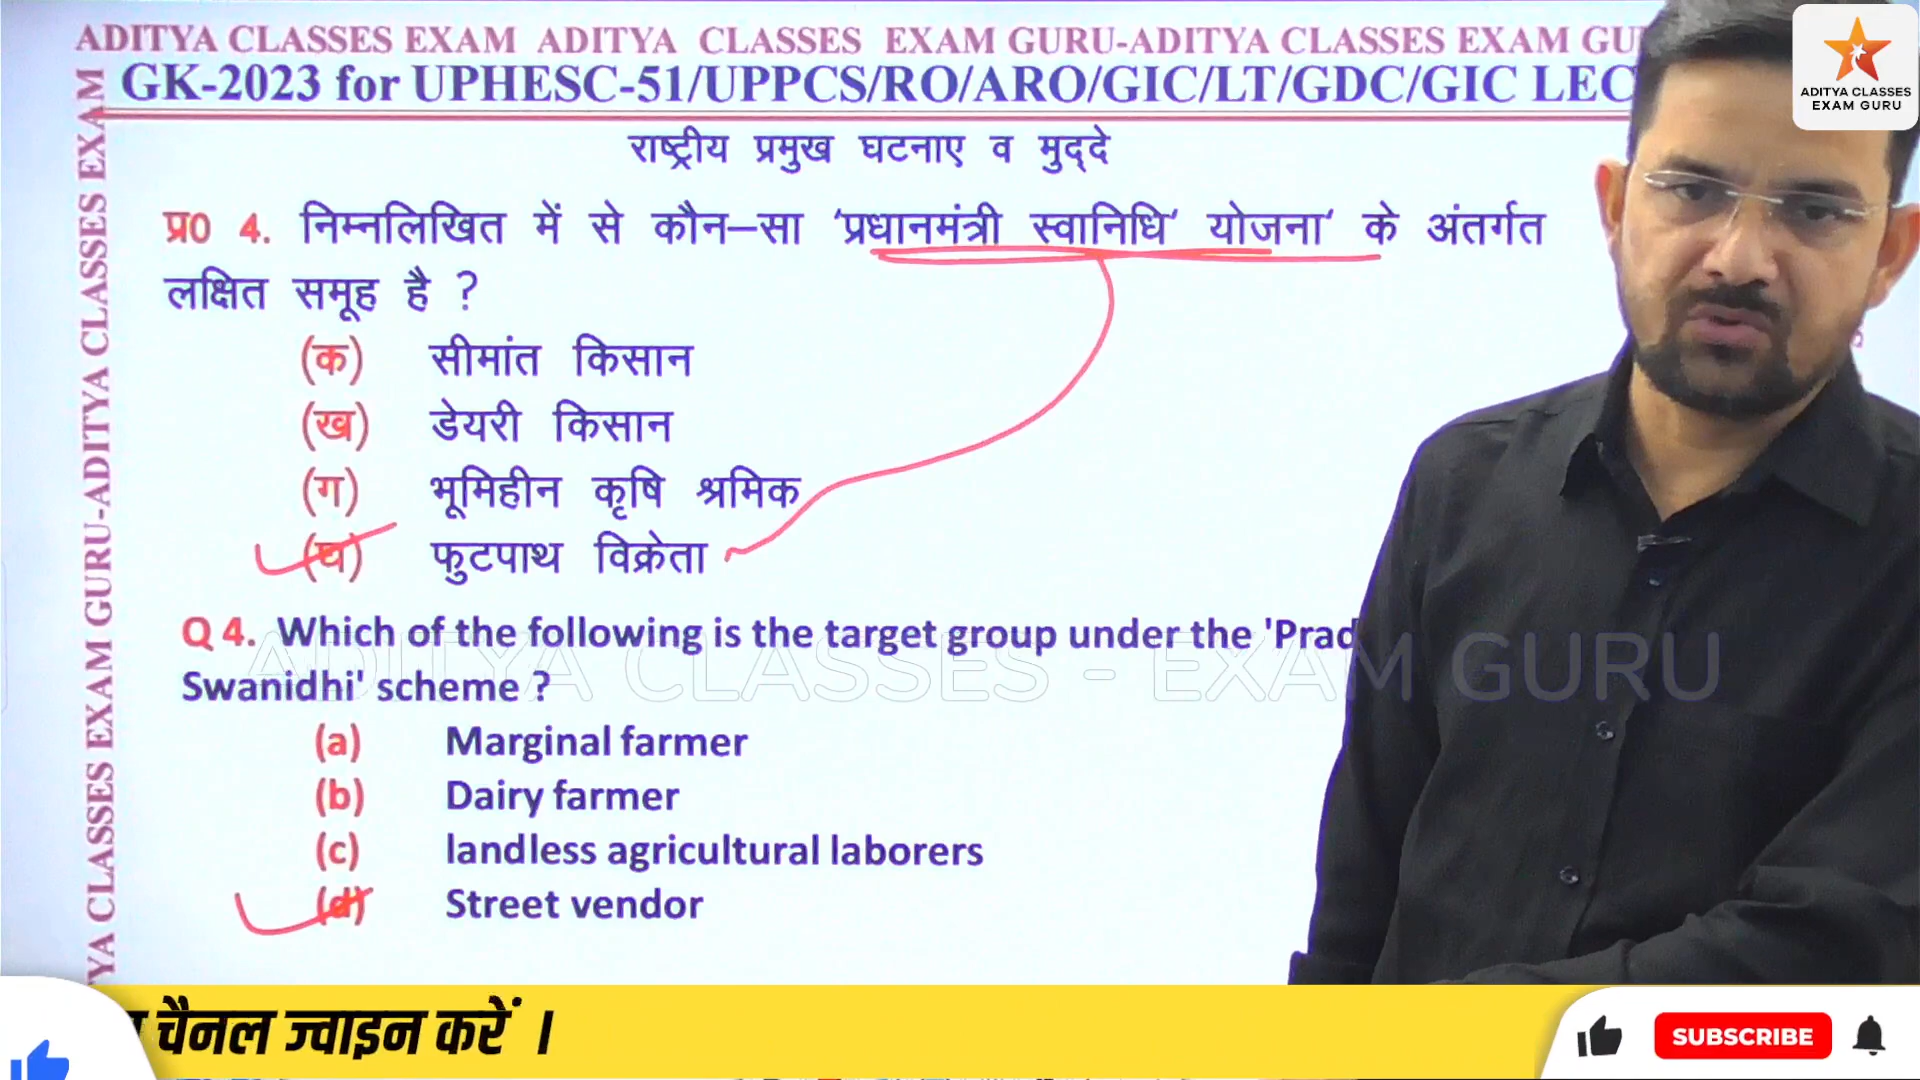 ADITYA CLASSES EXAM ADITYA CLASSES EXAM GURU-ADITYA CLASSES EXAM GU
GK-2023 for UPHESC-51/UPPCS/RO/ARO/GIC/LT/GDC/GIC LEC
ADITYA CLASSES
EXAM GURU
YA CLASSES EXAM GURU-ADITYA CLASSES EXAM
राष्ट्रीय प्रमुख घटनाए व मुद्दे
प्र0 4. निम्नलिखित में से कौन–सा ‘प्रधानमंत्री स्वानिधि‘ योजना‘ के अंतर्गत
लक्षित समूह है ?
(क) सीमांत किसान
(ख) डेयरी किसान
(ग) भूमिहीन कृषि श्रमिक
(घ) फुटपाथ विक्रेता
Q 4. Which of the following is the target group under the 'Prad
Swanidhi' scheme ?
ADITYA CLASSES - EXAM GURU
(a) Marginal farmer
(b) Dairy farmer
(c) landless agricultural laborers
(d) Street vendor
चैनल ज्वाइन करें ।
SUBSCRIBE